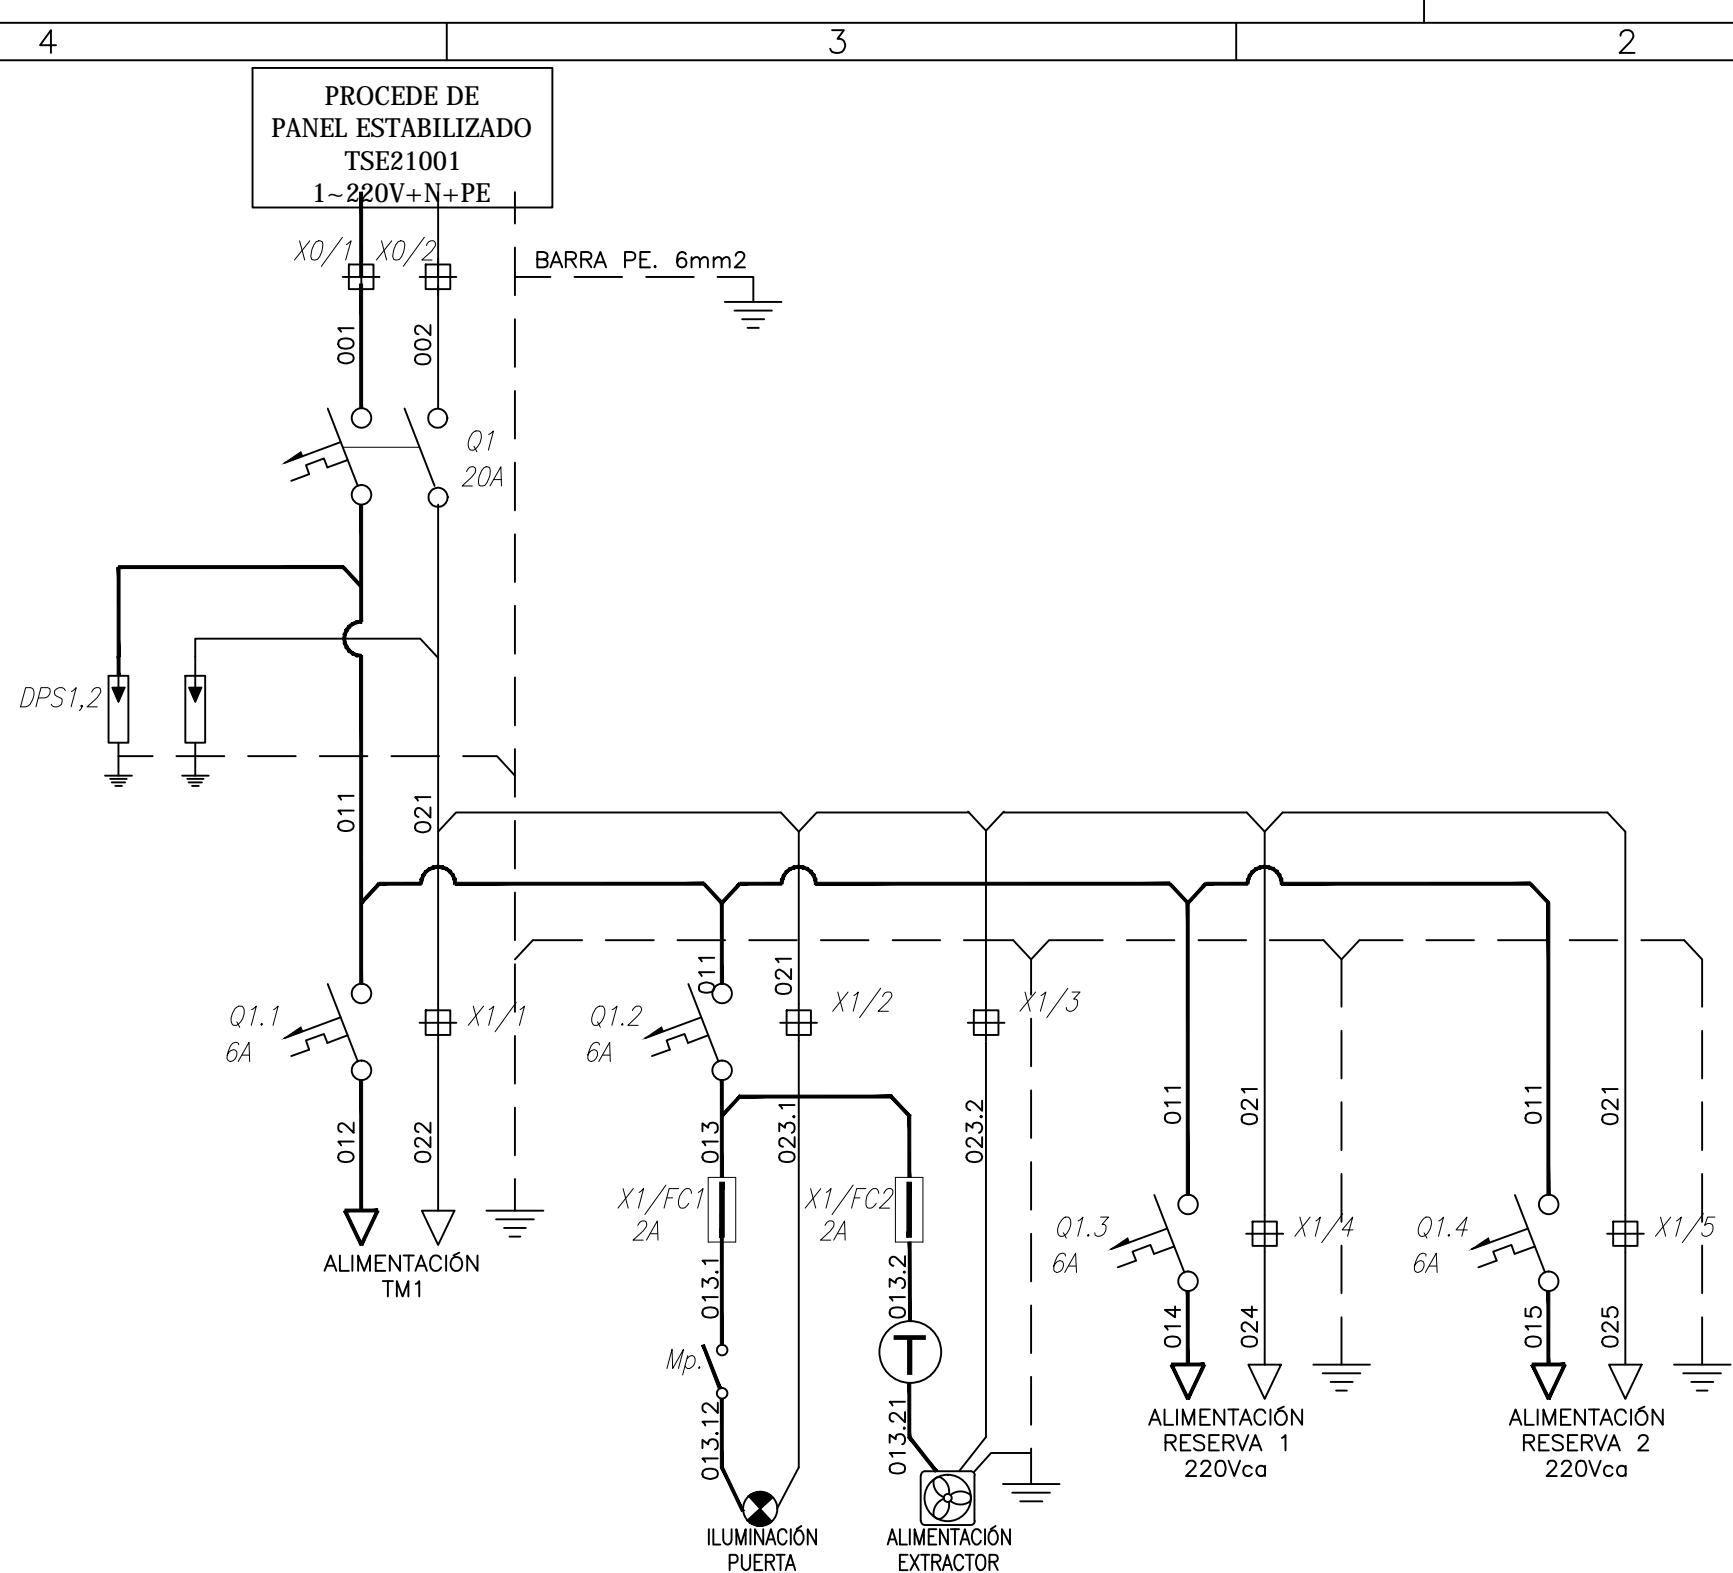 4
3
2
PROCEDE DE
PANEL ESTABILIZADO
TSE21001
1~220V+N+PE
X0/1
X0/2
BARRA PE. 6mm2
001
002
Q1
20A
DPS1,2
011
021
011
021
Q1.1
6A
X1/1
Q1.2
6A
X1/2
X1/3
012
022
013
023.1
023.2
011
021
011
021
X1/FC1
2A
X1/FC2
2A
Q1.3
6A
X1/4
Q1.4
6A
X1/5
ALIMENTACIÓN
TM1
013.1
013.2
014
024
015
025
Mp.
T
013.12
013.21
ALIMENTACIÓN
RESERVA 1
220Vca
ALIMENTACIÓN
RESERVA 2
220Vca
ILUMINACIÓN
PUERTA
ALIMENTACIÓN
EXTRACTOR